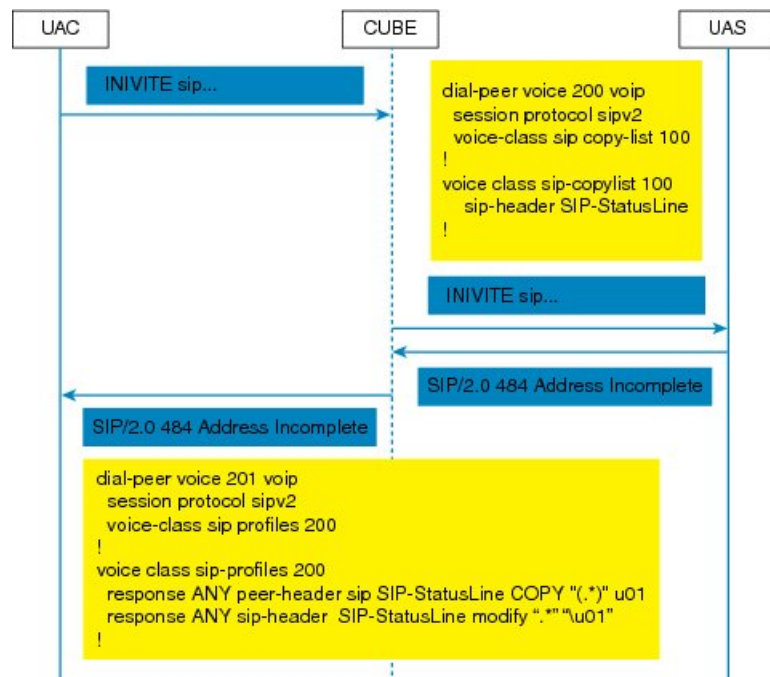 UAC
CUBE
UAS
INIVITE sip...
dial-peer voice 200 voip
session protocol sipv2
voice-class sip copy-list 100
!
voice class sip-copylist 100
sip-header SIP-StatusLine
!
INIVITE sip...
SIP/2.0 484 Address Incomplete
SIP/2.0 484 Address Incomplete
dial-peer voice 201 voip
session protocol sipv2
voice-class sip profiles 200
!
voice class sip-profiles 200
response ANY peer-header sip SIP-StatusLine COPY "(.*)" u01
response ANY sip-header SIP-StatusLine modify “.*” “\u01”
!